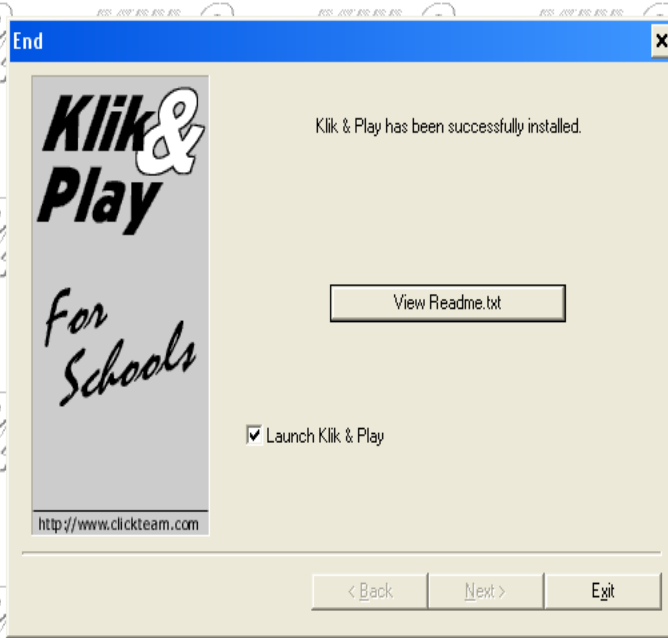 End
Klik &
Play
For
Schools
http://www.clickteam.com
Klik & Play has been successfully installed.
View Readme.txt
Launch Klik & Play
< Back
Next >
Exit